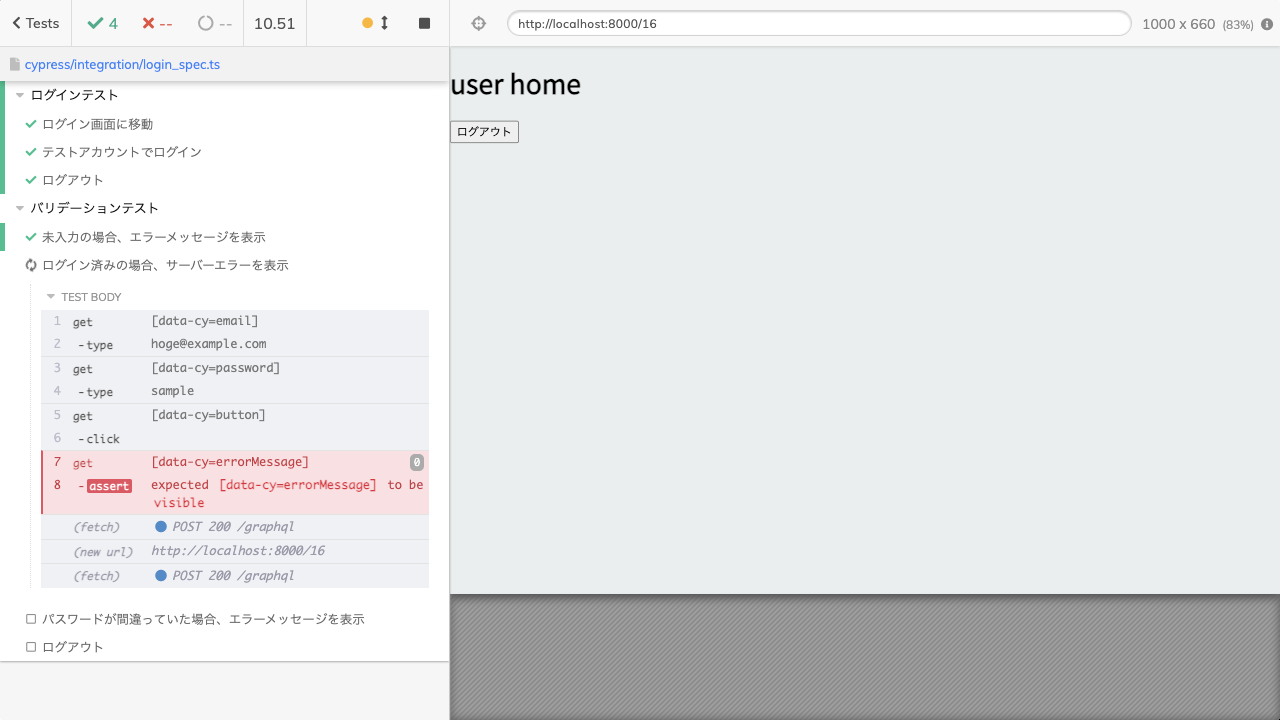 Tests 4 -- -- 10.51
http://localhost:8000/16 1000 x 660 (83%)
cypress/integration/login_spec.ts
ログインテスト
ログイン画面に移動
テストアカウントでログイン
ログアウト
バリデーションテスト
未入力の場合、エラーメッセージを表示
ログイン済みの場合、サーバーエラーを表示
TEST BODY
1 get [data-cy=email]
2 -type hoge@example.com
3 get [data-cy=password]
4 -type sample
5 get [data-cy=button]
6 -click
7 get [data-cy=errorMessage] 0
8 -assert expected [data-cy=errorMessage] to be
visible
(fetch) POST 200 /graphql
(new url) http://localhost:8000/16
(fetch) POST 200 /graphql
パスワードが間違っていた場合、エラーメッセージを表示
ログアウト
user home
ログアウト